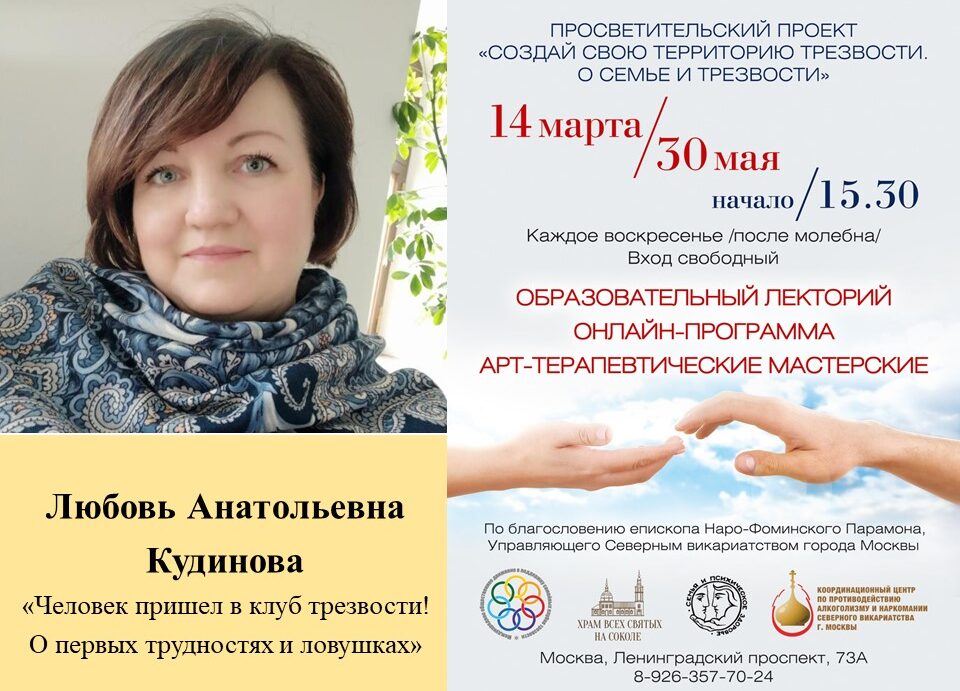 Любовь Анатольевна
Кудинова
«Человек пришел в клуб трезвости!
О первых трудностях и ловушках»
ПРОСВЕТИТЕЛЬСКИЙ ПРОЕКТ
«СОЗДАЙ СВОЮ ТЕРРИТОРИЮ ТРЕЗВОСТИ.
О СЕМЬЕ И ТРЕЗВОСТИ»
14 марта/30 мая
начало/15.30
Каждое воскресенье /после молебна/
Вход свободный
ОБРАЗОВАТЕЛЬНЫЙ ЛЕКТОРИЙ
ОНЛАЙН-ПРОГРАММА
АРТ-ТЕРАПЕВТИЧЕСКИЕ МАСТЕРСКИЕ
По благословению епископа Наро-Фоминского Парамона,
Управляющего Северным викариатством города Москвы
ХРАМ ВСЕХ СВЯТЫХ
НА СОКОЛЕ
СЕМЬЯ И ПСИХИЧЕСКОЕ ЗДОРОВЬЕ
КООРДИНАЦИОННЫЙ ЦЕНТР
ПО ПРОТИВОДЕЙСТВИЮ
АЛКОГОЛИЗМУ И НАРКОМАНИИ
СЕВЕРНОГО ВИКАРИАТСТВА
Г. МОСКВЫ
Москва, Ленинградский проспект, 73А
8-926-357-70-24